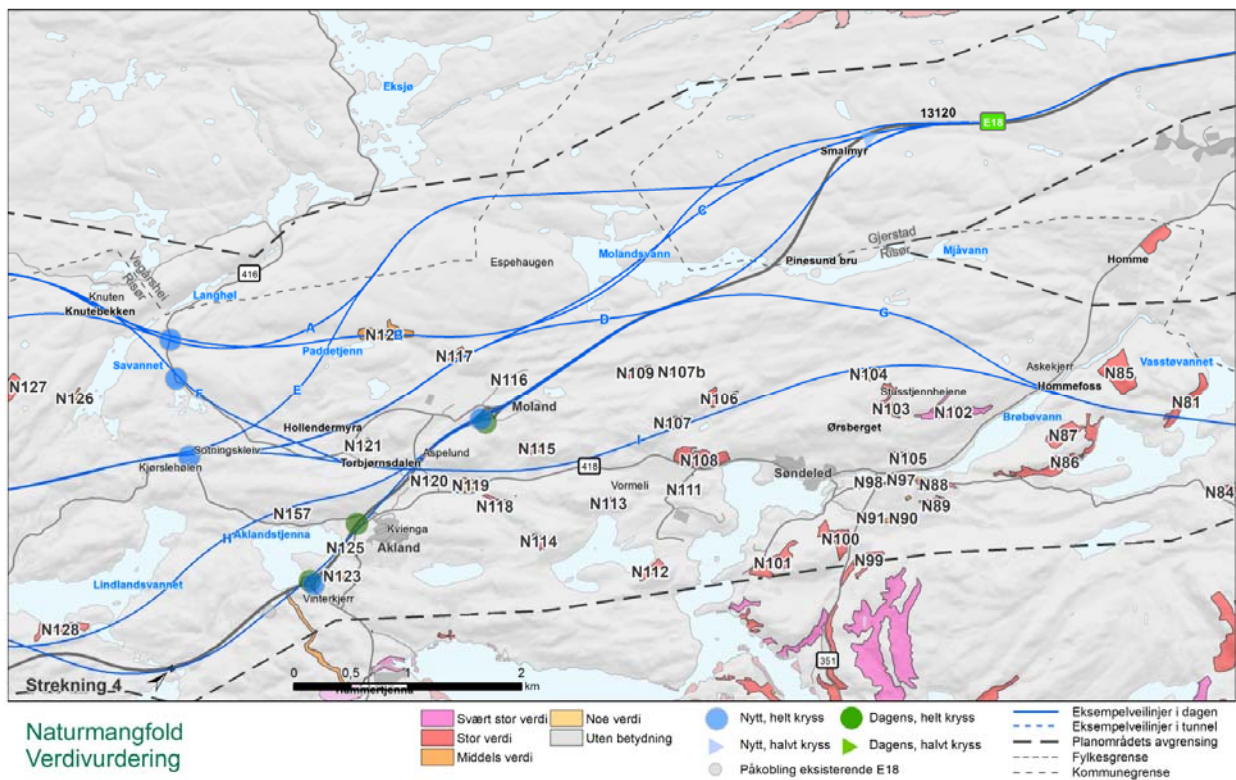 Eksjø
13120
E18
Smalmyr
Gjerstad
Risør
Mjåvann
Molandsvann
Espehaugen
Pinesund bru
Homme
Vegårshei
Risør
416
Langhøl
Knuten
Knutebekken
A
C
B
D
G
E
F
H
I
N12
Paddetjenn
Savannet
N117
N127
N126
N116
Moland
N109
N107b
N106
N107
N104
Stusstjennheiene
N103
N102
Ørsberget
Askekjerr
Hommefoss
Vasstøvannet
N85
N81
Brøbøvann
N87
N86
Hollendermyra
N121
Sotningskleiv
Kjørslehølen
Torbjørnsdalen
Aspelund
N115
418
N108
Søndeled
N105
N98
N97
N88
N89
N84
N120
N119
N118
Vormeli
N113
N111
N91
N90
N157
Aklandstjenna
Kvienga
Akland
N125
N114
N112
N100
N101
N99
N123
Vinterkjerr
Lindlandsvannet
N128
Strekning 4
351
0
0,5
1
2
km
Hammertjenna
Naturmangfold
Verdivurdering
Svært stor verdi
Stor verdi
Middels verdi
Noe verdi
Uten betydning
Nytt, helt kryss
Nytt, halvt kryss
Påkobling eksisterende E18
Dagens, helt kryss
Dagens, halvt kryss
Eksempelveilinjer i dagen
Eksempelveilinjer i tunnel
Planområdets avgrensing
Fylkesgrense
Kommunegrense